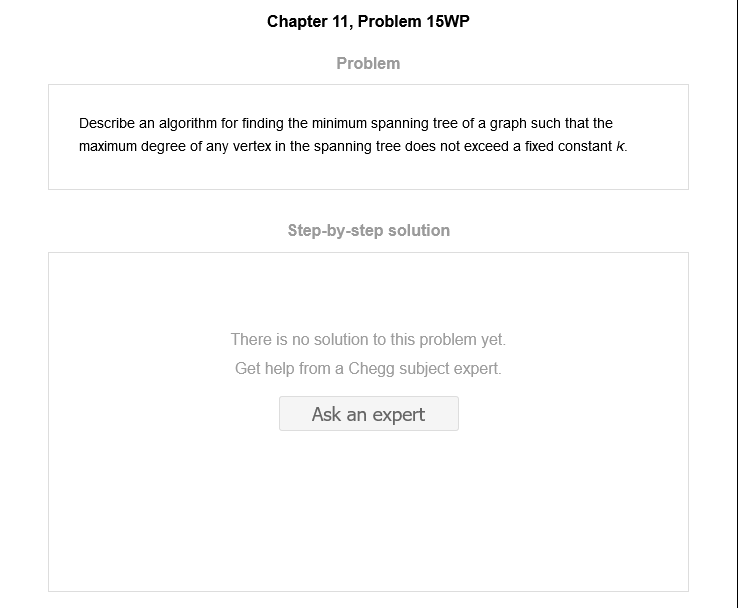 Chapter 11, Problem 15WP
Problem
Describe an algorithm for finding the minimum spanning tree of a graph such that the
maximum degree of any vertex in the spanning tree does not exceed a fixed constant k.
Step-by-step solution
There is no solution to this problem yet.
Get help from a Chegg subject expert.
Ask an expert